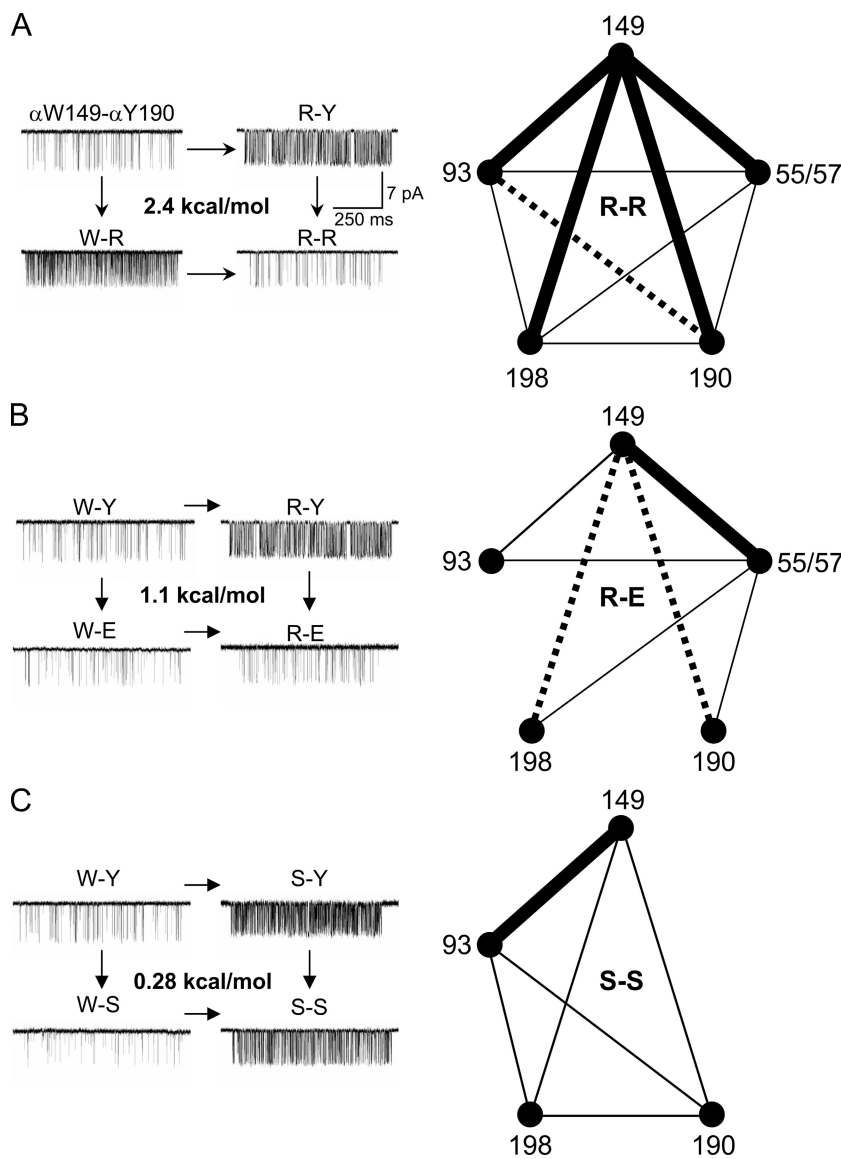 A
αW149-αY190
R-Y
2.4 kcal/mol
7 pA
250 ms
W-R
R-R
149
93
55/57
R-R
198
190
B
W-Y
R-Y
1.1 kcal/mol
W-E
R-E
149
93
55/57
R-E
198
190
C
W-Y
S-Y
0.28 kcal/mol
W-S
S-S
149
93
S-S
198
190